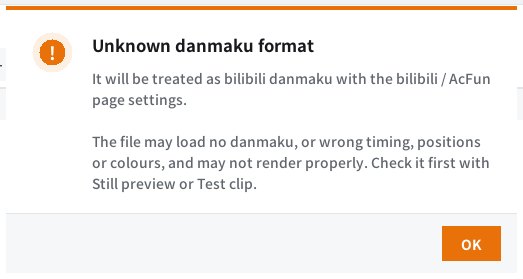 Unknown danmaku format
It will be treated as bilibili danmaku with the bilibili / AcFun
page settings.
The file may load no danmaku, or wrong timing, positions
or colours, and may not render properly. Check it first with
Still preview or Test clip.
OK